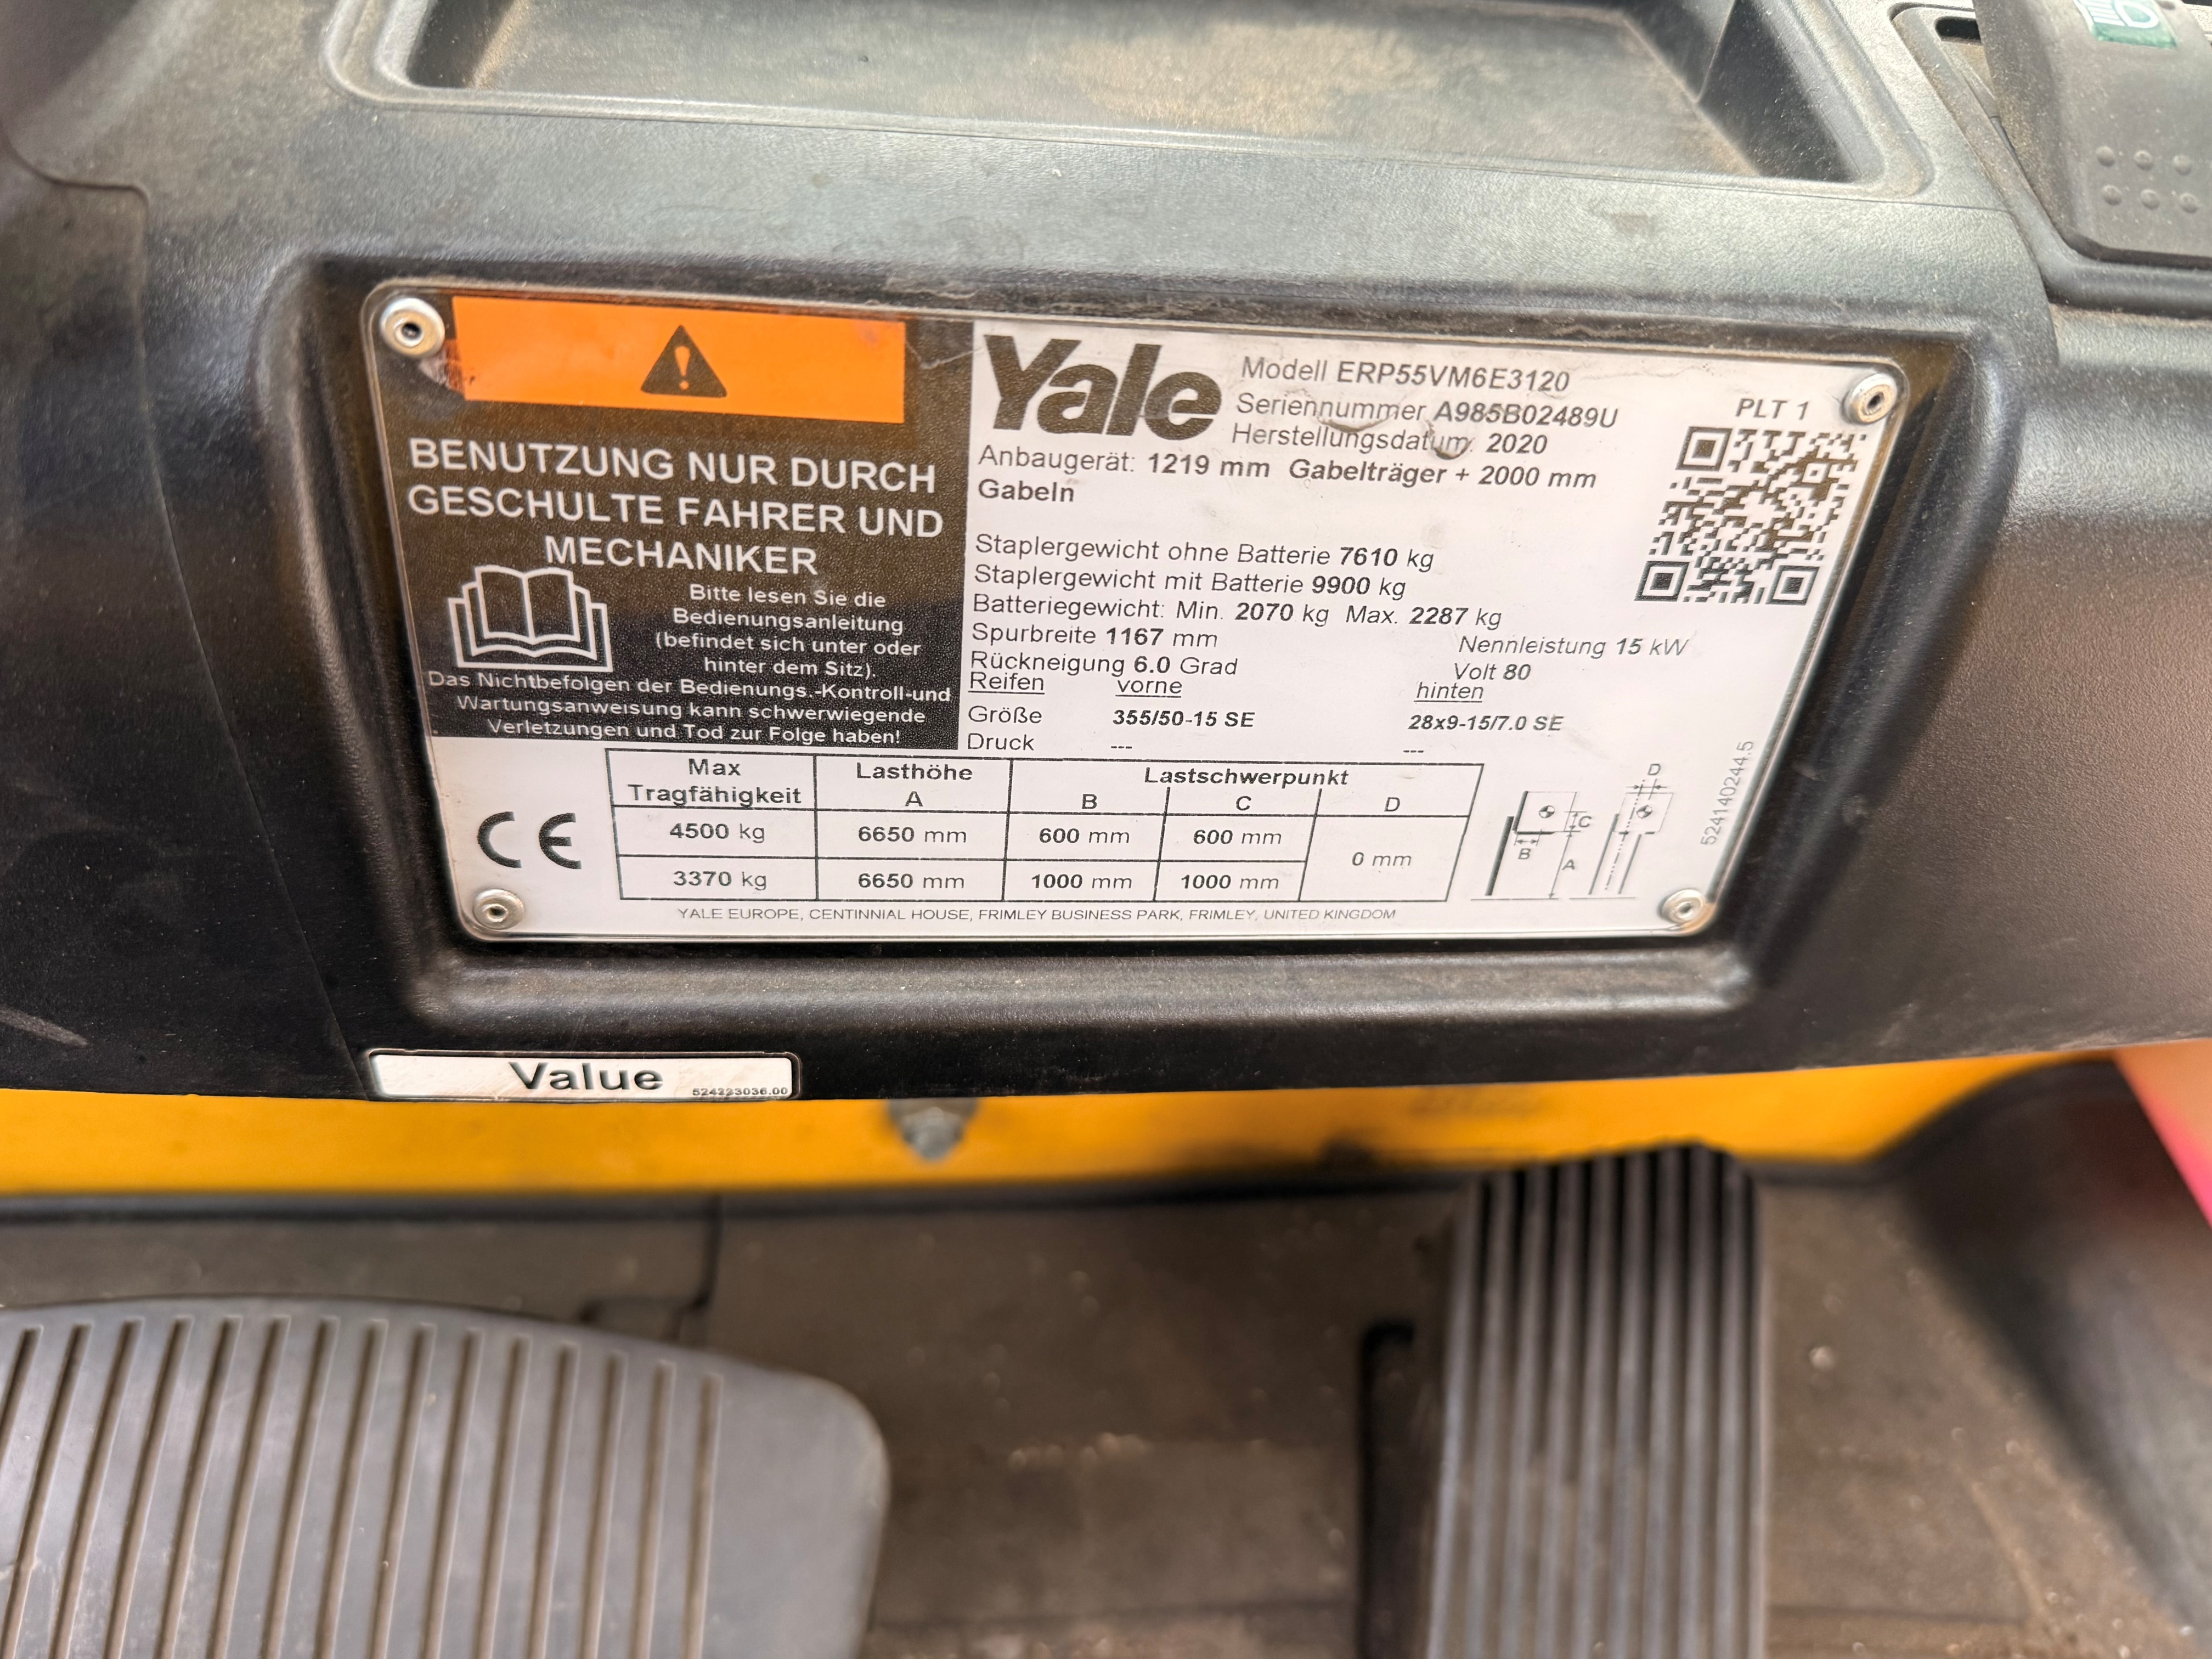 BENUTZUNG NUR DURCH
GESCHULTE FAHRER UND
MECHANIKER
Bitte lesen Sie die
Bedienungsanleitung
(befindet sich unter oder
hinter dem Sitz).
Das Nichtbefolgen der Bedienungs.-Kontroll-und
Wartungsanweisung kann schwerwiegende
Verletzungen und Tod zur Folge haben!
Yale
Modell ERP55VM6E3120
Seriennummer A985B02489U
Herstellungsdatum: 2020
PLT 1
Anbaugerät: 1219 mm Gabelträger + 2000 mm
Gabeln
Staplergewicht ohne Batterie 7610 kg
Staplergewicht mit Batterie 9900 kg
Batteriegewicht: Min. 2070 kg Max. 2287 kg
Spurbreite 1167 mm Nennleistung 15 kW
Rückneigung 6.0 Grad Volt 80
Reifen vorne hinten
Größe 355/50-15 SE 28x9-15/7.0 SE
Druck --- ---
Max Tragfähigkeit Lasthöhe Lastschwerpunkt
A B C D
4500 kg 6650 mm 600 mm 600 mm 0 mm
3370 kg 6650 mm 1000 mm 1000 mm
CE
D
C
B
A
524140244.5
YALE EUROPE, CENTINNIAL HOUSE, FRIMLEY BUSINESS PARK, FRIMLEY, UNITED KINGDOM
Value
524223036.00